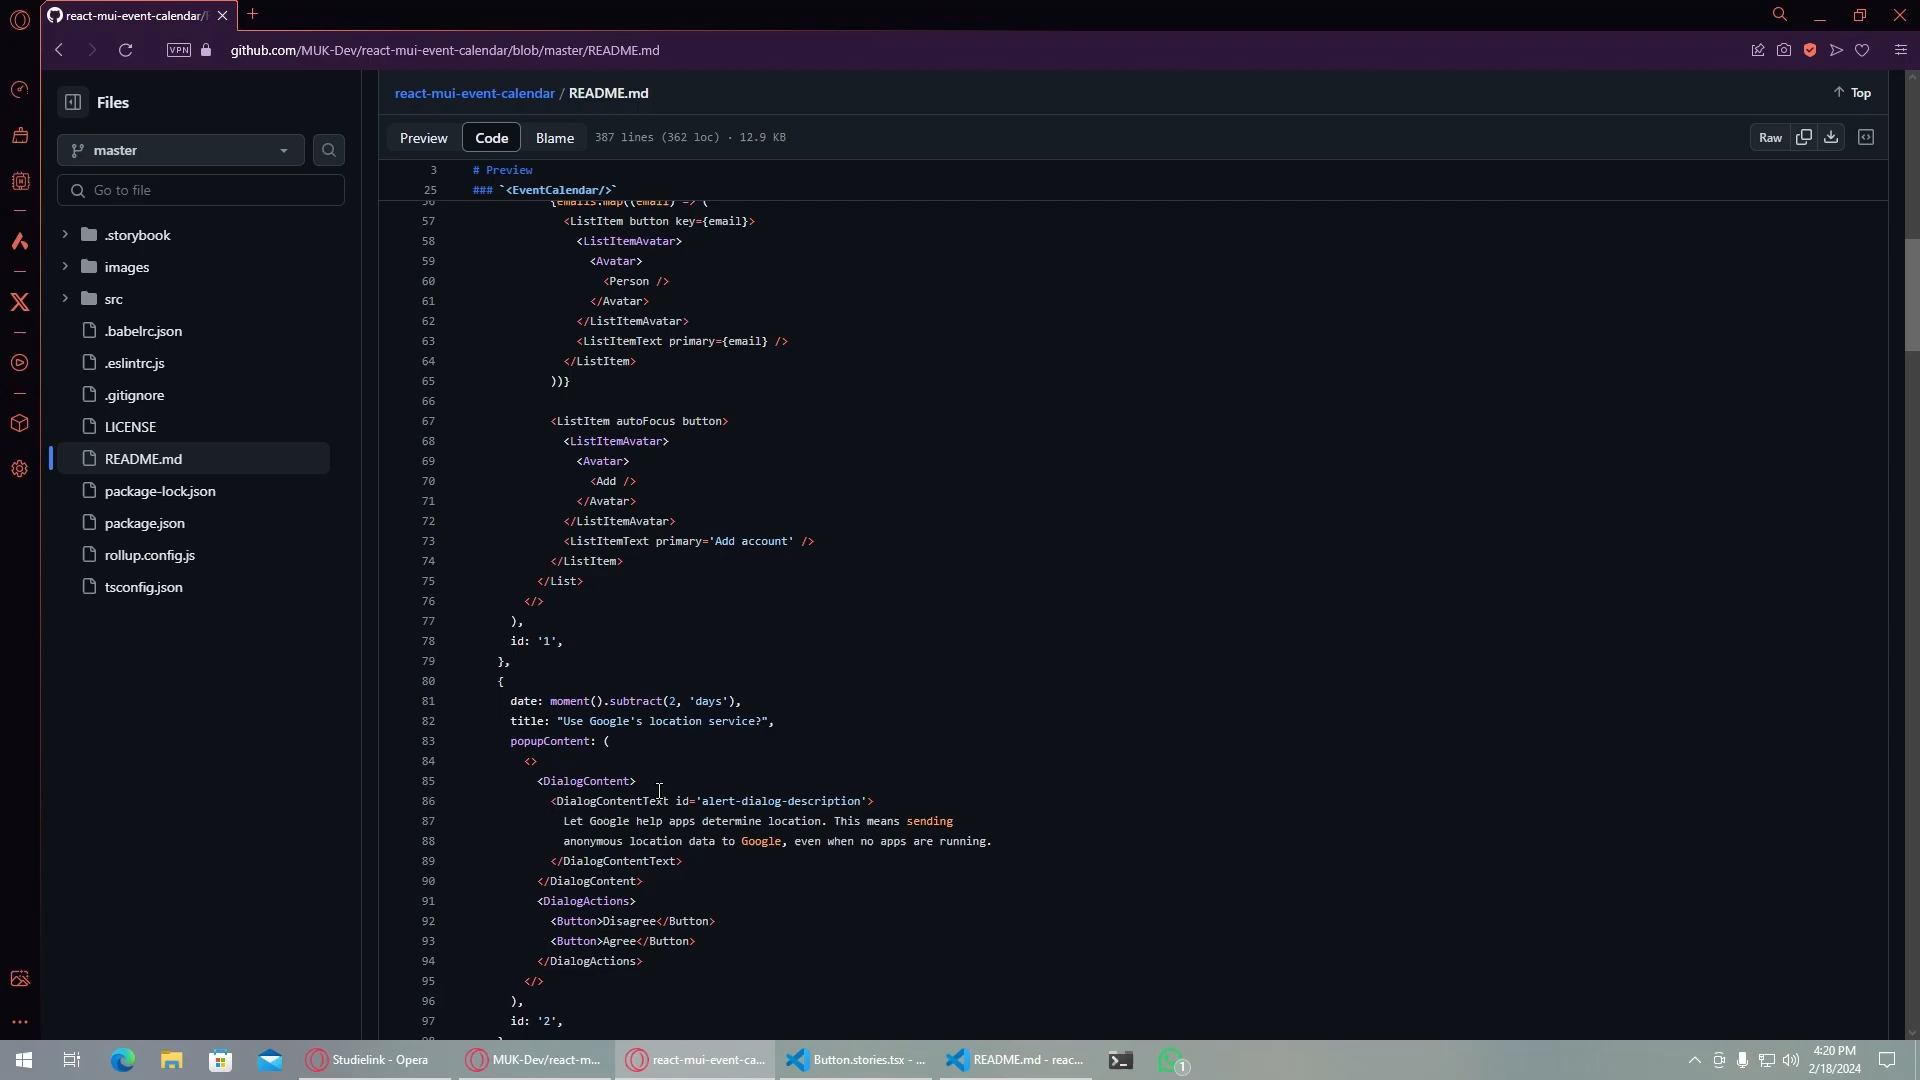 react-mui-event-calendar/
VPN
github.com/MUK-Dev/react-mui-event-calendar/blob/master/README.md
Files
react-mui-event-calendar / README.md
Top
Preview
Code
Blame
387 lines (362 loc) · 12.9 KB
Raw
master
Go to file
.storybook
images
src
.babelrc.json
.eslintrc.js
.gitignore
LICENSE
README.md
package-lock.json
package.json
rollup.config.js
tsconfig.json
3 # Preview
25 ### `<EventCalendar/>`
56 {emails.map((email) => (
57 <ListItem button key={email}>
58 <ListItemAvatar>
59 <Avatar>
60 <Person />
61 </Avatar>
62 </ListItemAvatar>
63 <ListItemText primary={email} />
64 </ListItem>
65 ))}
66
67 <ListItem autoFocus button>
68 <ListItemAvatar>
69 <Avatar>
70 <Add />
71 </Avatar>
72 </ListItemAvatar>
73 <ListItemText primary='Add account' />
74 </ListItem>
75 </List>
76 </>
77 ),
78 id: '1',
79 },
80 {
81 date: moment().subtract(2, 'days'),
82 title: "Use Google's location service?",
83 popupContent: (
84 <>
85 <DialogContent>
86 <DialogContentText id='alert-dialog-description'>
87 Let Google help apps determine location. This means sending
88 anonymous location data to Google, even when no apps are running.
89 </DialogContentText>
90 </DialogContent>
91 <DialogActions>
92 <Button>Disagree</Button>
93 <Button>Agree</Button>
94 </DialogActions>
95 </>
96 ),
97 id: '2',
Studielink - Opera
MUK-Dev/react-m...
react-mui-event-ca...
Button.stories.tsx - ...
README.md - reac...
1
4:20 PM
2/18/2024